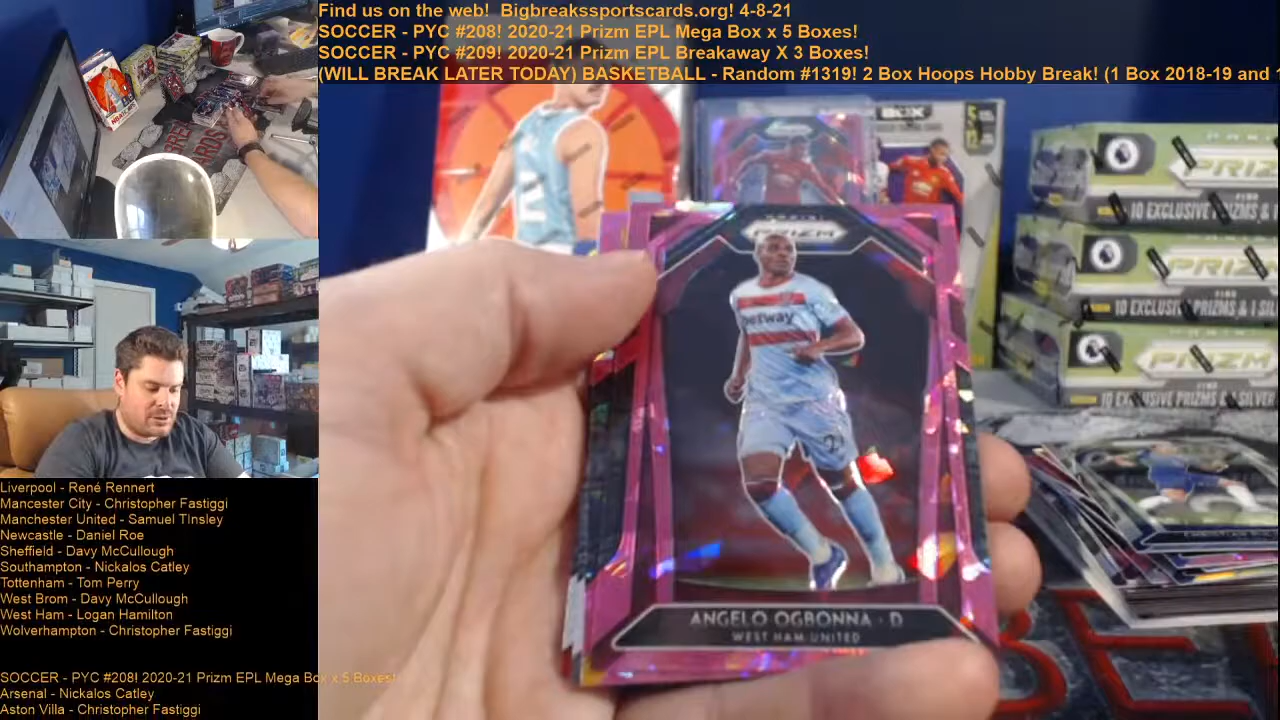 Find us on the web!  Bigbreakssportscards.org! 4-8-21
SOCCER - PYC #208! 2020-21 Prizm EPL Mega Box x 5 Boxes!
SOCCER - PYC #209! 2020-21 Prizm EPL Breakaway X 3 Boxes!
(WILL BREAK LATER TODAY) BASKETBALL - Random #1319! 2 Box Hoops Hobby Break! (1 Box 2018-19 and
BOX
PRIZM
10 EXCLUSIVE PRIZMS &
PRIZM
10 EXCLUSIVE PRIZMS & 1 SIL
PRIZM
10 EXCLUSIVE PRIZMS & 1 SILVER
PANINI
PRIZM
betway
ANGELO OGBONNA · D
WEST HAM UNITED
Liverpool - René Rennert
Mancester City - Christopher Fastiggi
Manchester United - Samuel TInsley
Newcastle - Daniel Roe
Sheffield - Davy McCullough
Southampton - Nickalos Catley
Tottenham - Tom Perry
West Brom - Davy McCullough
West Ham - Logan Hamilton
Wolverhampton - Christopher Fastiggi
SOCCER - PYC #208! 2020-21 Prizm EPL Mega Box x 5 Boxes!
Arsenal - Nickalos Catley
Aston Villa - Christopher Fastiggi